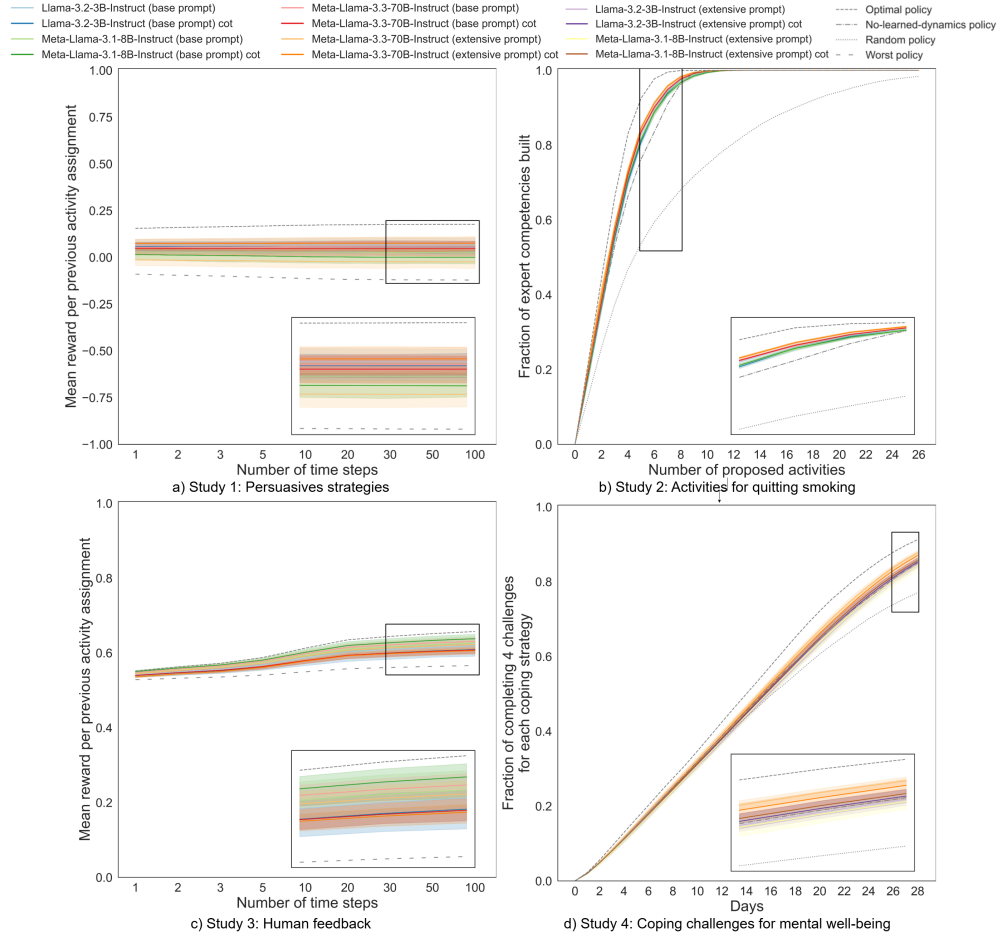 Llama-3.2-3B-Instruct (base prompt)
Llama-3.2-3B-Instruct (base prompt) cot
Meta-Llama-3.1-8B-Instruct (base prompt)
Meta-Llama-3.1-8B-Instruct (base prompt) cot
Meta-Llama-3.3-70B-Instruct (base prompt)
Meta-Llama-3.3-70B-Instruct (base prompt) cot
Meta-Llama-3.3-70B-Instruct (extensive prompt)
Meta-Llama-3.3-70B-Instruct (extensive prompt) cot
Llama-3.2-3B-Instruct (extensive prompt)
Llama-3.2-3B-Instruct (extensive prompt) cot
Meta-Llama-3.1-8B-Instruct (extensive prompt)
Meta-Llama-3.1-8B-Instruct (extensive prompt) cot
Optimal policy
No-learned-dynamics policy
Random policy
Worst policy
Mean reward per previous activity assignment
1.00
0.75
0.50
0.25
0.00
−0.25
−0.50
−0.75
−1.00
1 2 3 5 10 20 30 50 100
Number of time steps
a) Study 1: Persuasives strategies
Fraction of expert competencies built
1.0
0.8
0.6
0.4
0.2
0.0
0 2 4 6 8 10 12 14 16 18 20 22 24 26
Number of proposed activities
b) Study 2: Activities for quitting smoking
Mean reward per previous activity assignment
1.0
0.8
0.6
0.4
0.2
0.0
1 2 3 5 10 20 30 50 100
Number of time steps
c) Study 3: Human feedback
Fraction of completing 4 challenges
for each coping strategy
1.0
0.8
0.6
0.4
0.2
0.0
0 2 4 6 8 10 12 14 16 18 20 22 24 26 28
Days
d) Study 4: Coping challenges for mental well-being